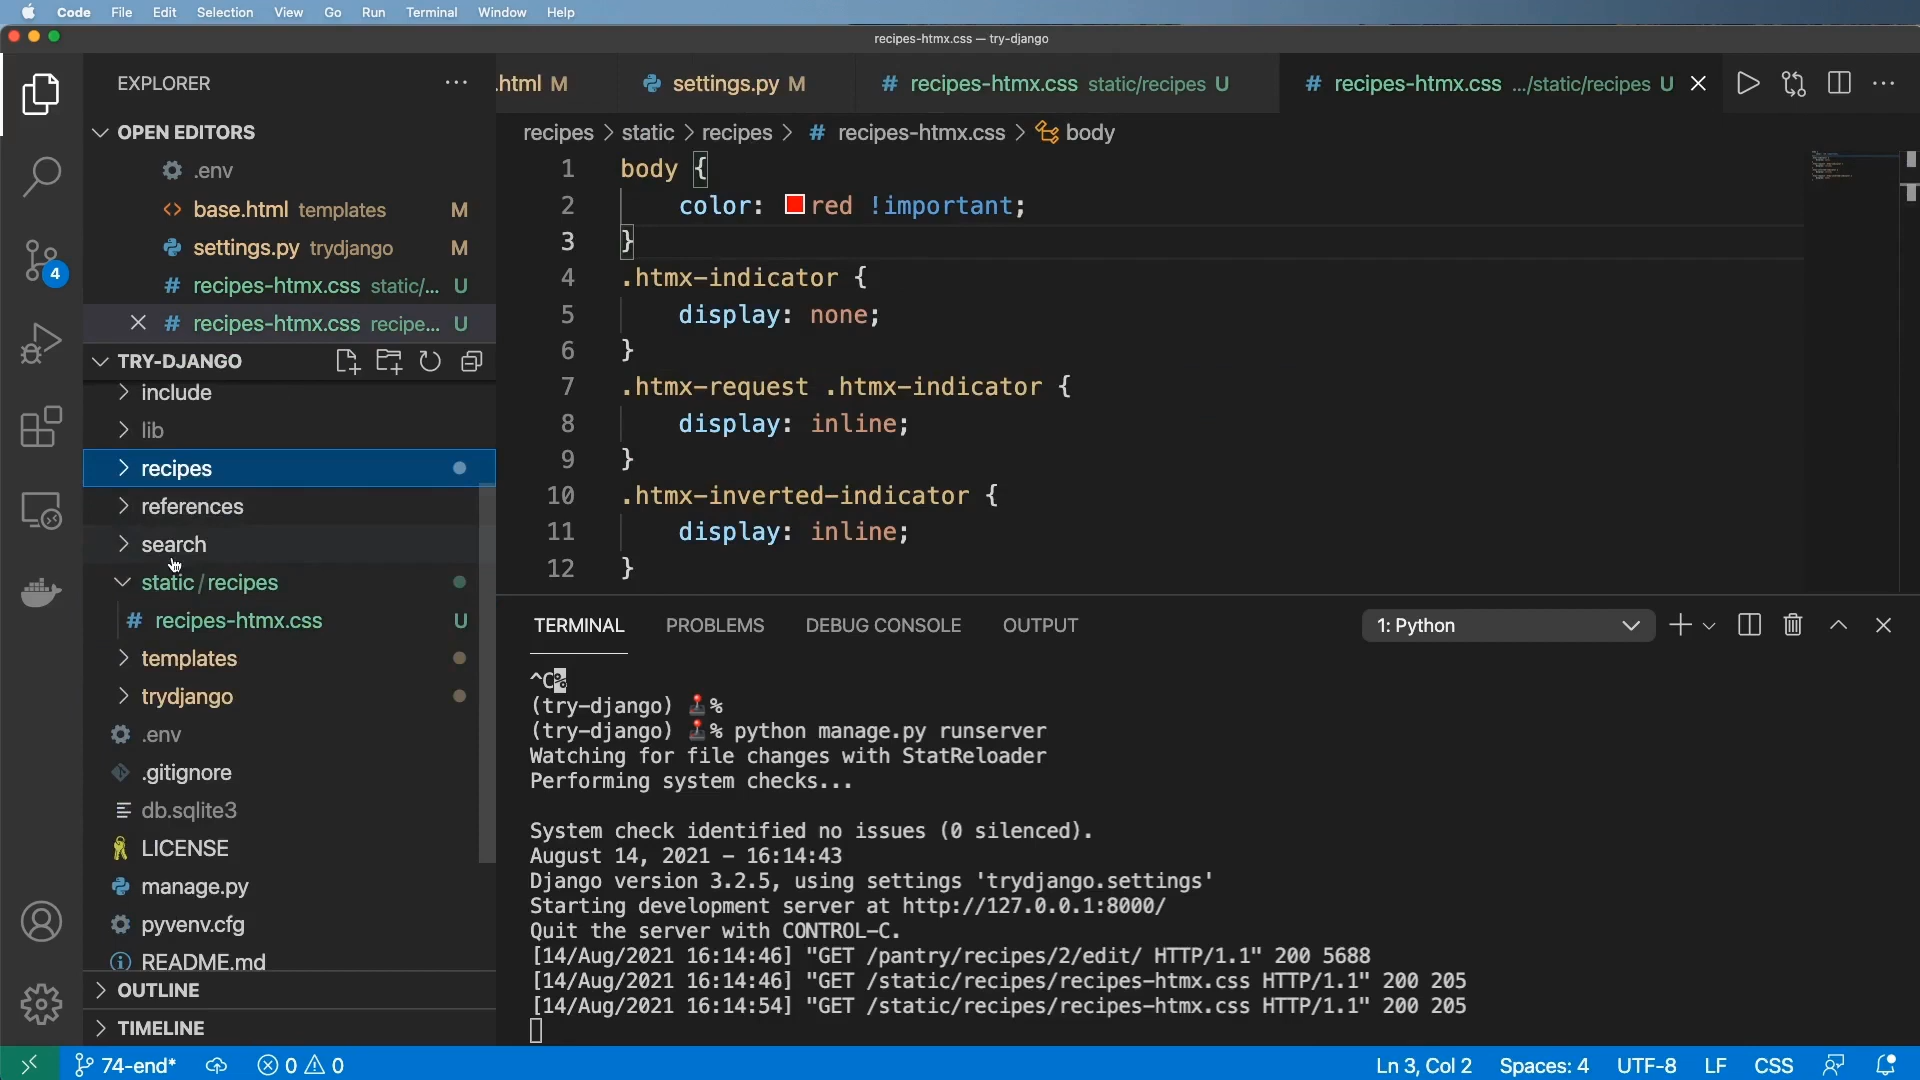 Code File Edit Selection View Go Run Terminal Window Help
recipes-htmx.css — try-django
EXPLORER
.html M
settings.py M
# recipes-htmx.css static/recipes U
# recipes-htmx.css .../static/recipes U
OPEN EDITORS
.env
<> base.html templates M
settings.py trydjango M
# recipes-htmx.css static/... U
# recipes-htmx.css recipe... U
TRY-DJANGO
include
lib
recipes
references
search
static/recipes
# recipes-htmx.css U
templates
trydjango
.env
.gitignore
db.sqlite3
LICENSE
manage.py
pyvenv.cfg
README.md
OUTLINE
TIMELINE
4
recipes > static > recipes > # recipes-htmx.css > body
1 body {
2 color: red !important;
3 }
4 .htmx-indicator {
5 display: none;
6 }
7 .htmx-request .htmx-indicator {
8 display: inline;
9 }
10 .htmx-inverted-indicator {
11 display: inline;
12 }
TERMINAL PROBLEMS DEBUG CONSOLE OUTPUT 1: Python
^C%
(try-django) %
(try-django) % python manage.py runserver
Watching for file changes with StatReloader
Performing system checks...
System check identified no issues (0 silenced).
August 14, 2021 - 16:14:43
Django version 3.2.5, using settings 'trydjango.settings'
Starting development server at http://127.0.0.1:8000/
Quit the server with CONTROL-C.
[14/Aug/2021 16:14:46] "GET /pantry/recipes/2/edit/ HTTP/1.1" 200 5688
[14/Aug/2021 16:14:46] "GET /static/recipes/recipes-htmx.css HTTP/1.1" 200 205
[14/Aug/2021 16:14:54] "GET /static/recipes/recipes-htmx.css HTTP/1.1" 200 205
74-end* 0 0 Ln 3, Col 2 Spaces: 4 UTF-8 LF CSS